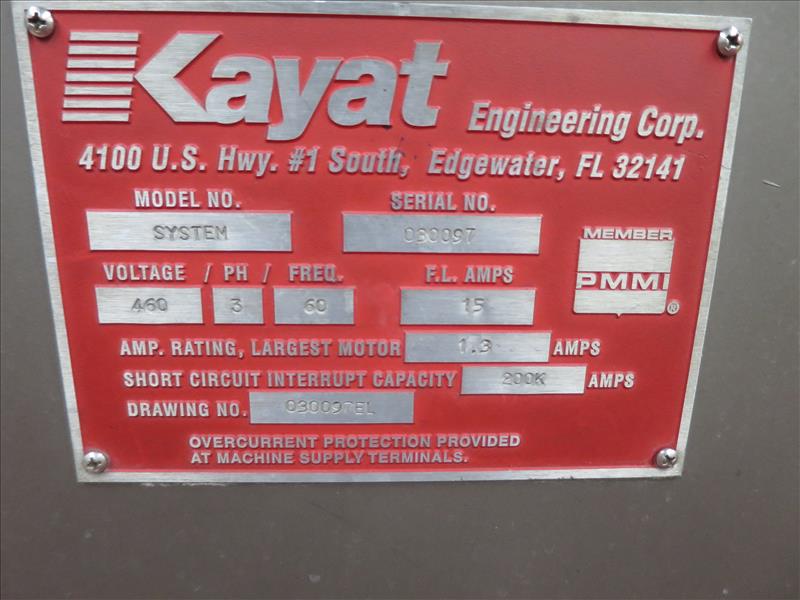 Kayat Engineering Corp.
4100 U.S. Hwy. #1 South, Edgewater, FL 32141
MODEL NO. SERIAL NO.
SYSTEM 030097
MEMBER
PMMI
®
VOLTAGE / PH / FREQ. F.L. AMPS
460 3 60 15
AMP. RATING, LARGEST MOTOR 1.3 AMPS
SHORT CIRCUIT INTERRUPT CAPACITY 200K AMPS
DRAWING NO. 030097EL
OVERCURRENT PROTECTION PROVIDED
AT MACHINE SUPPLY TERMINALS.